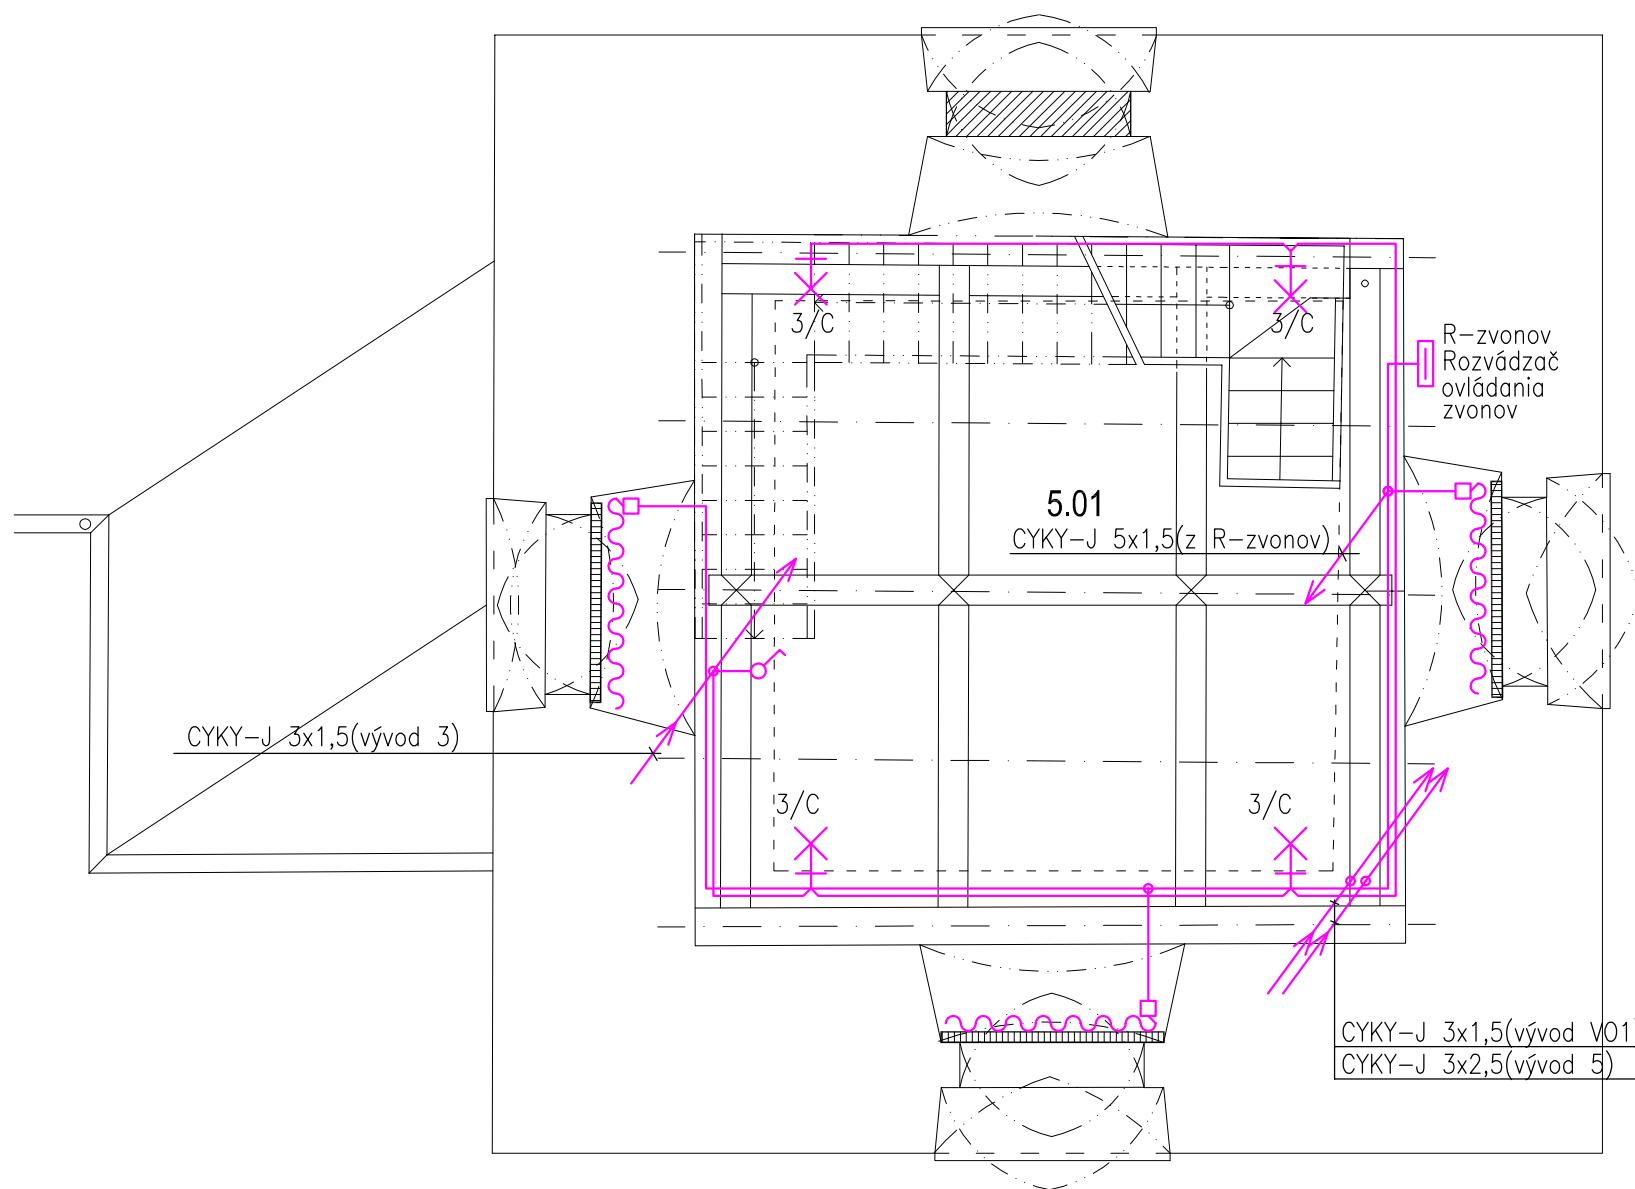 3/C
3/C
R-zvonov
Rozvádzač
ovládania
zvonov
5.01
CYKY-J 5x1,5(z R-zvonov)
CYKY-J 3x1,5(vývod 3)
3/C
3/C
CYKY-J 3x1,5(vývod VO1
CYKY-J 3x2,5(vývod 5)